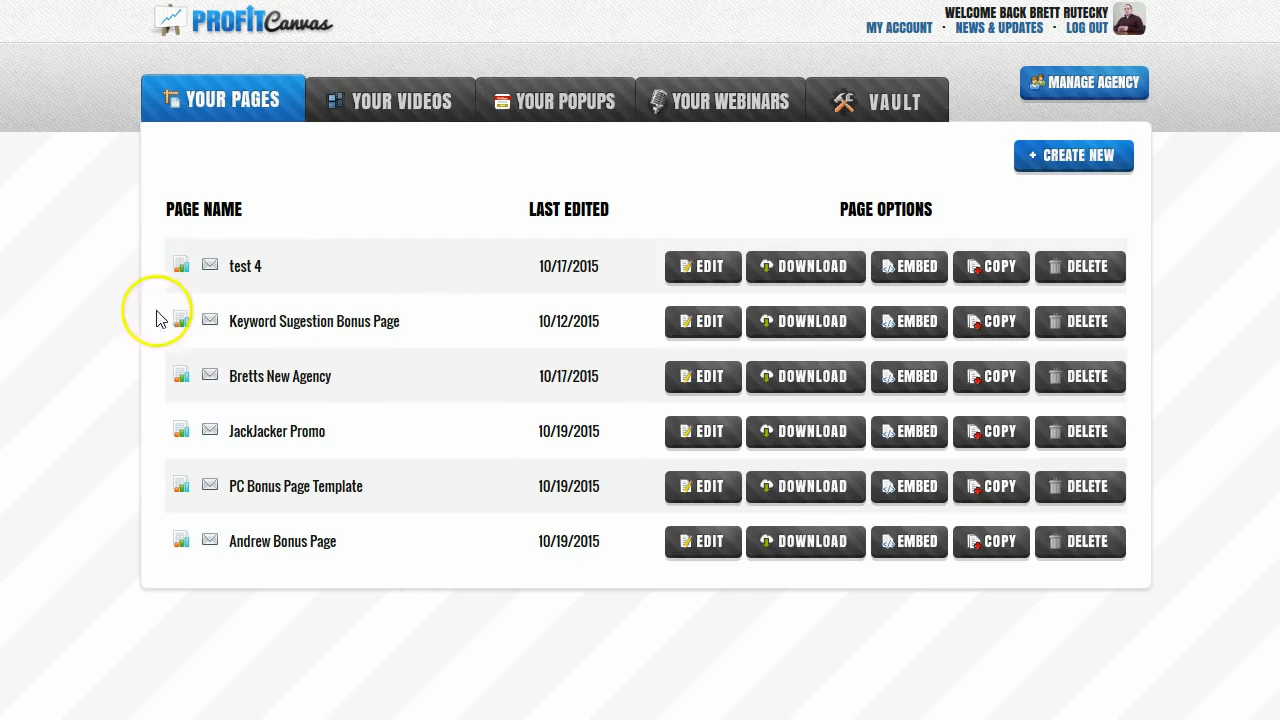 PROFIT Canvas
WELCOME BACK BRETT RUTECKY
MY ACCOUNT · NEWS & UPDATES · LOG OUT
YOUR PAGES YOUR VIDEOS YOUR POPUPS YOUR WEBINARS VAULT
MANAGE AGENCY
+ CREATE NEW
PAGE NAME LAST EDITED PAGE OPTIONS
test 4 10/17/2015 EDIT DOWNLOAD EMBED COPY DELETE
Keyword Sugestion Bonus Page 10/12/2015 EDIT DOWNLOAD EMBED COPY DELETE
Bretts New Agency 10/17/2015 EDIT DOWNLOAD EMBED COPY DELETE
JackJacker Promo 10/19/2015 EDIT DOWNLOAD EMBED COPY DELETE
PC Bonus Page Template 10/19/2015 EDIT DOWNLOAD EMBED COPY DELETE
Andrew Bonus Page 10/19/2015 EDIT DOWNLOAD EMBED COPY DELETE